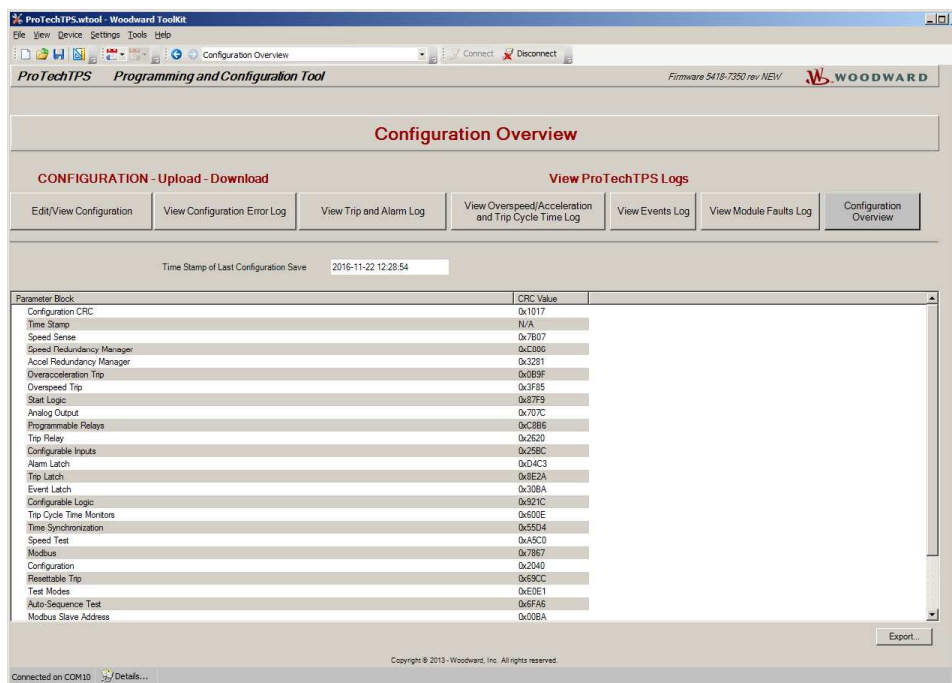 ProTechTPS.wtool - Woodward ToolKit
File View Device Settings Tools Help
Configuration Overview Connect Disconnect
ProTechTPS Programming and Configuration Tool Firmware 5418-7350 rev NEW WOODWARD
Configuration Overview
CONFIGURATION - Upload - Download View ProTechTPS Logs
Edit/View Configuration View Configuration Error Log View Trip and Alarm Log View Overspeed/Acceleration and Trip Cycle Time Log View Events Log View Module Faults Log Configuration Overview
Time Stamp of Last Configuration Save 2016-11-22 12:28:54
Parameter Block CRC Value
Configuration CRC 0x1017
Time Stamp N/A
Speed Sense 0x7B07
Speed Redundancy Manager
Accel Redundancy Manager 0x3281
Overacceleration Trip 0x0B9F
Overspeed Trip 0x3F85
Start Logic 0x87F9
Analog Output 0x707C
Programmable Relays 0xC8B6
Trip Relay 0x2620
Configurable Inputs 0x25BC
Alarm Latch 0xD4C3
Trip Latch 0x8E2A
Event Latch 0x30BA
Configurable Logic 0x921C
Trip Cycle Time Monitors 0x600E
Time Synchronization 0x55D4
Speed Test 0xA5C0
Modbus 0x7867
Configuration 0x2040
Resettable Trip 0x69CC
Test Modes 0xE0E1
Auto-Sequence Test 0x6FA6
Modbus Slave Address 0x00BA
Export...
Copyright © 2013 - Woodward, Inc. All rights reserved.
Connected on COM10 Details...